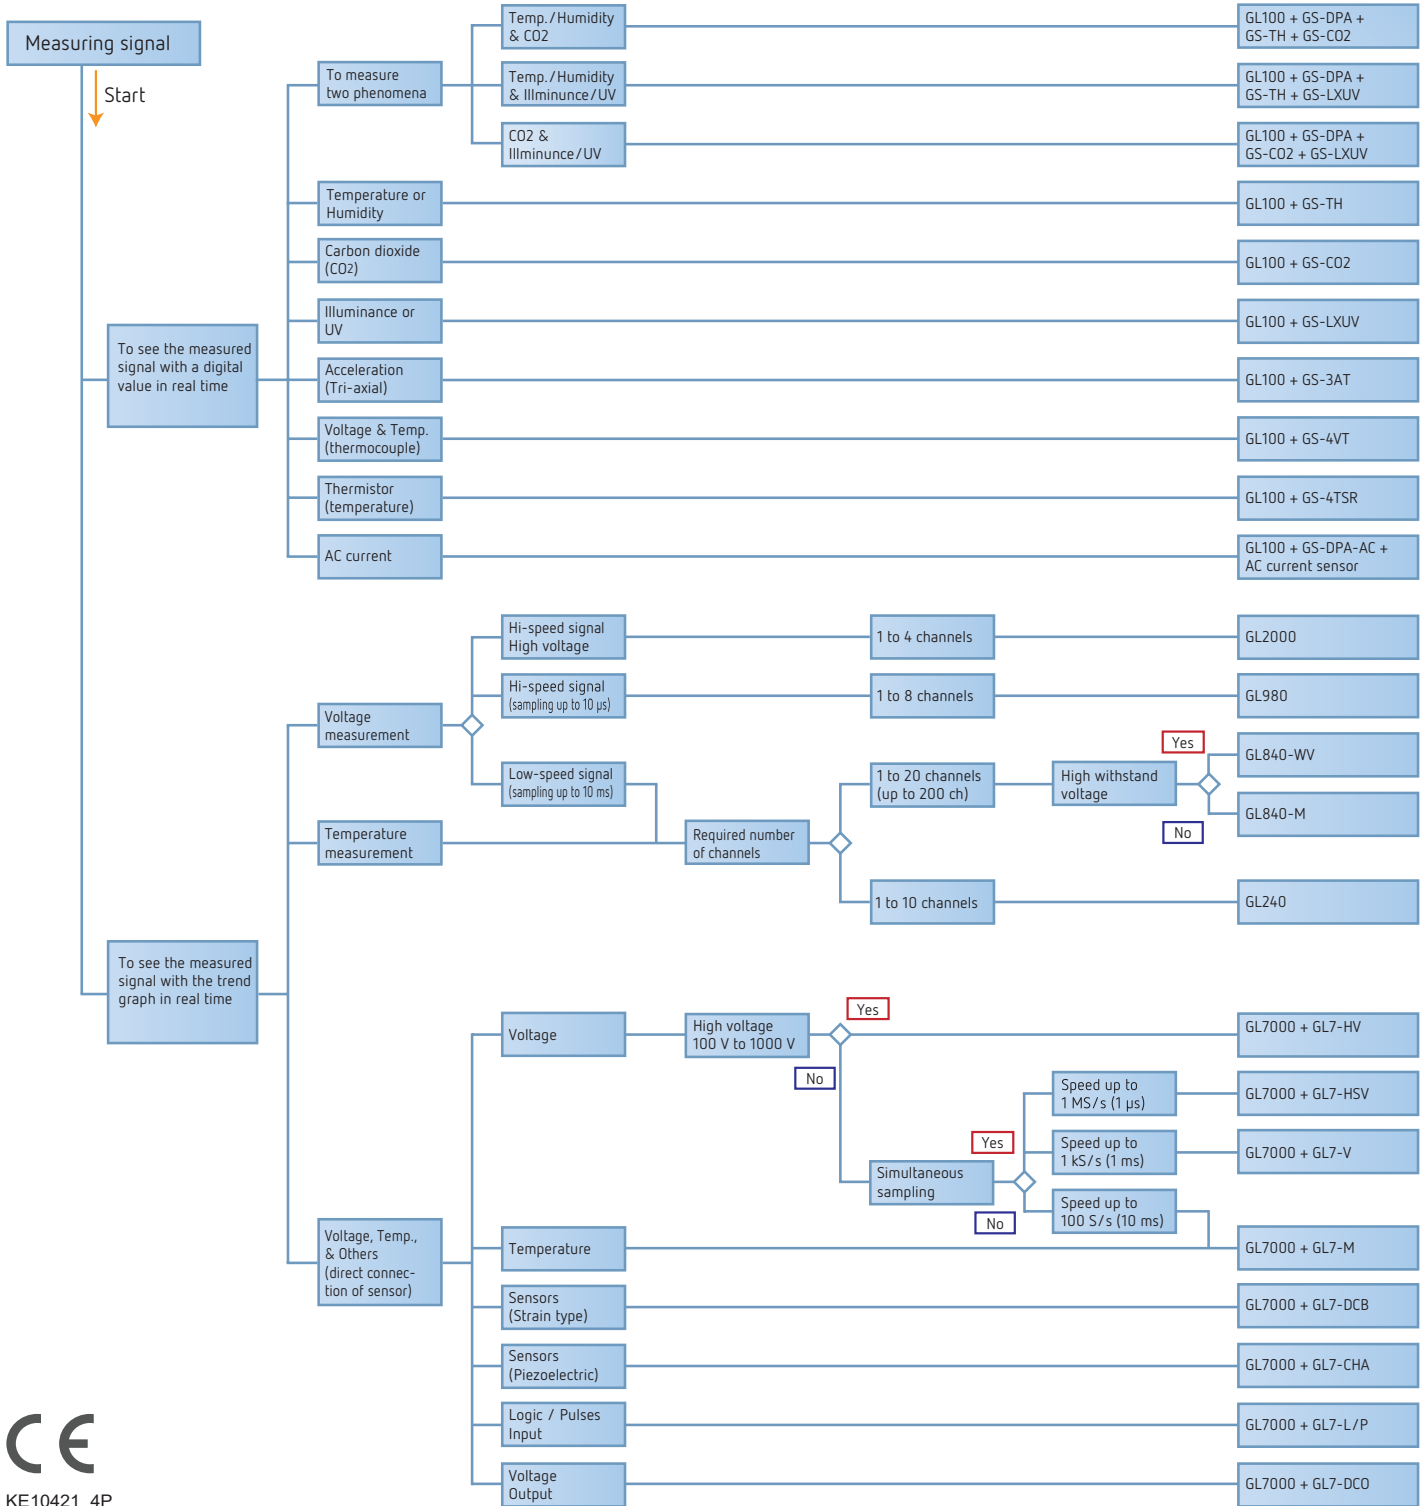 Measuring signal
Start
To see the measured
signal with a digital
value in real time
To measure
two phenomena
Temp./Humidity
& CO2
GL100 + GS-DPA +
GS-TH + GS-CO2
Temp./Humidity
& Illminunce/UV
GL100 + GS-DPA +
GS-TH + GS-LXUV
CO2 &
Illminunce/UV
GL100 + GS-DPA +
GS-CO2 + GS-LXUV
Temperature or
Humidity
GL100 + GS-TH
Carbon dioxide
(CO2)
GL100 + GS-CO2
Illuminance or
UV
GL100 + GS-LXUV
Acceleration
(Tri-axial)
GL100 + GS-3AT
Voltage & Temp.
(thermocouple)
GL100 + GS-4VT
Thermistor
(temperature)
GL100 + GS-4TSR
AC current
GL100 + GS-DPA-AC +
AC current sensor
To see the measured
signal with the trend
graph in real time
Voltage
measurement
Hi-speed signal
High voltage
1 to 4 channels
GL2000
Hi-speed signal
(sampling up to 10 µs)
1 to 8 channels
GL980
Low-speed signal
(sampling up to 10 ms)
Temperature
measurement
Required number
of channels
1 to 20 channels
(up to 200 ch)
High withstand
voltage
Yes
GL840-WV
No
GL840-M
1 to 10 channels
GL240
Voltage, Temp.,
& Others
(direct connec-
tion of sensor)
Voltage
High voltage
100 V to 1000 V
Yes
GL7000 + GL7-HV
No
Simultaneous
sampling
Yes
Speed up to
1 MS/s (1 µs)
GL7000 + GL7-HSV
Speed up to
1 kS/s (1 ms)
GL7000 + GL7-V
No
Speed up to
100 S/s (10 ms)
Temperature
GL7000 + GL7-M
Sensors
(Strain type)
GL7000 + GL7-DCB
Sensors
(Piezoelectric)
GL7000 + GL7-CHA
Logic / Pulses
Input
GL7000 + GL7-L/P
Voltage
Output
GL7000 + GL7-DCO
CE
KE10421_4P